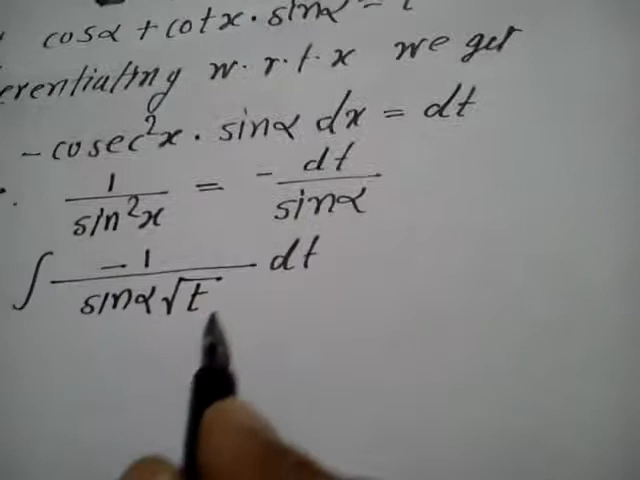 cosα + cotx · sinα = t
erentiating w.r.t x we get
- cosec²x · sinα dx = dt
1/sin²x = - dt/sinα
∫ -1/sinα√t dt